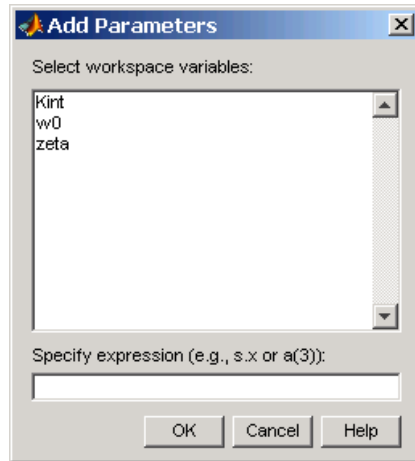 Add Parameters
Select workspace variables:
Kint
w0
zeta
Specify expression (e.g., s.x or a(3)):
OK Cancel Help